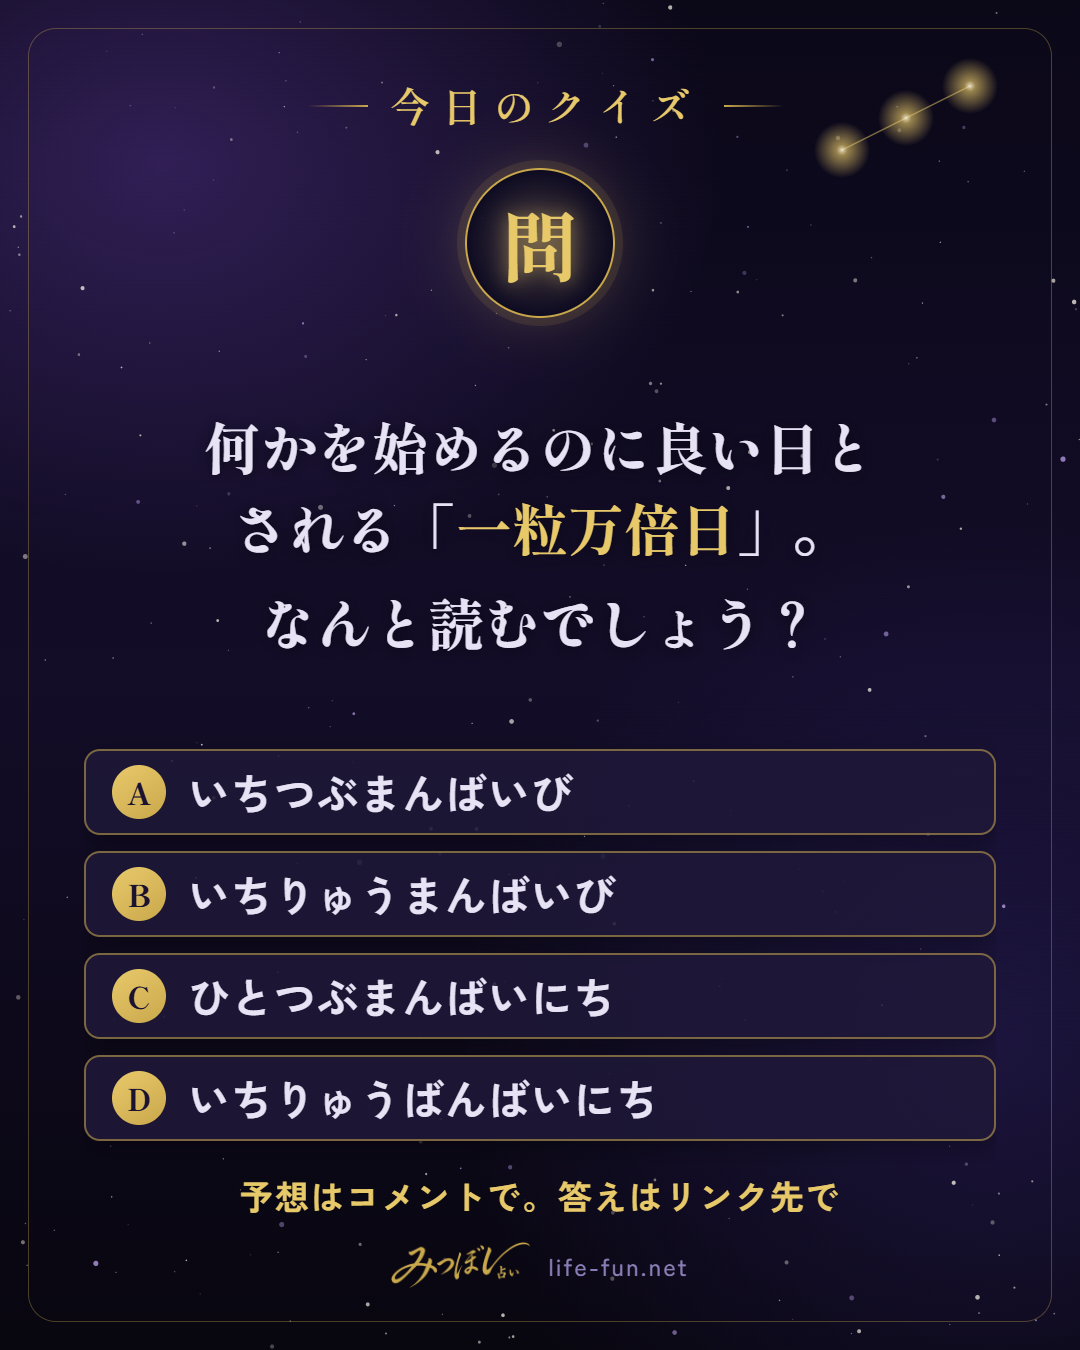 今日のクイズ
問
何かを始めるのに良い日と
される「一粒万倍日」。
なんと読むでしょう？
A いちつぶまんばいび
B いちりゅうまんばいび
C ひとつぶまんばいにち
D いちりゅうばんばいにち
予想はコメントで。答えはリンク先で
みつぼし占い life-fun.net